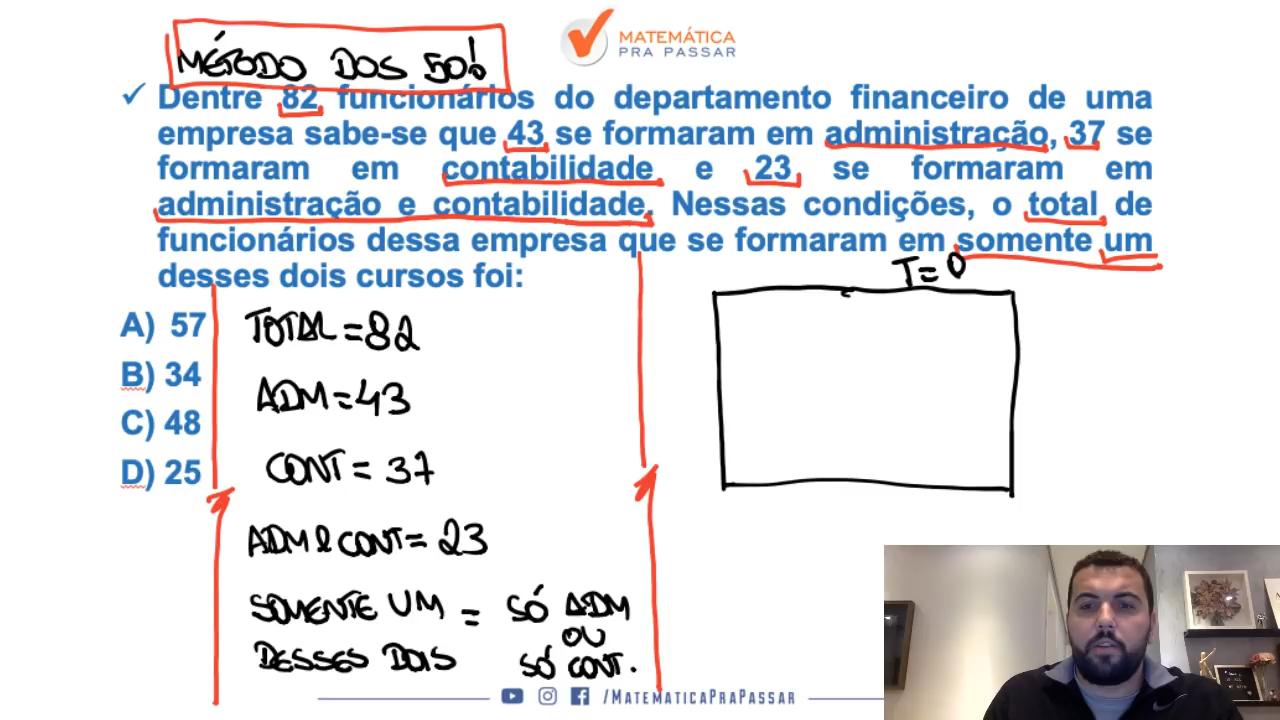 MÉTODO DOS 50!
MATEMÁTICA
PRA PASSAR
✓ Dentre 82 funcionários do departamento financeiro de uma
empresa sabe-se que 43 se formaram em administração, 37 se
formaram em contabilidade e 23 se formaram em
administração e contabilidade. Nessas condições, o total de
funcionários dessa empresa que se formaram em somente um
desses dois cursos foi:
A) 57
B) 34
C) 48
D) 25
TOTAL = 82
ADM = 43
CONT = 37
ADM e CONT = 23
SOMENTE UM = SÓ ADM
OU
DESSES DOIS SÓ CONT.
T = 0
/MATEMATICAPRAPASSAR